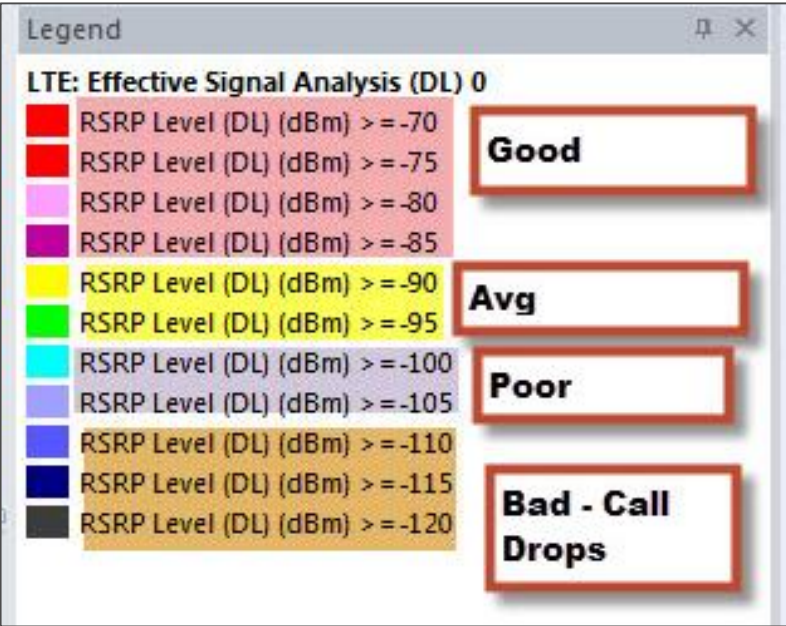 Legend
LTE: Effective Signal Analysis (DL) 0
RSRP Level (DL) (dBm) >=-70
RSRP Level (DL) (dBm) >=-75
RSRP Level (DL) (dBm) >=-80
RSRP Level (DL) (dBm) >=-85
Good
RSRP Level (DL) (dBm) >=-90
RSRP Level (DL) (dBm) >=-95
Avg
RSRP Level (DL) (dBm) >=-100
RSRP Level (DL) (dBm) >=-105
Poor
RSRP Level (DL) (dBm) >=-110
RSRP Level (DL) (dBm) >=-115
RSRP Level (DL) (dBm) >=-120
Bad - Call
Drops